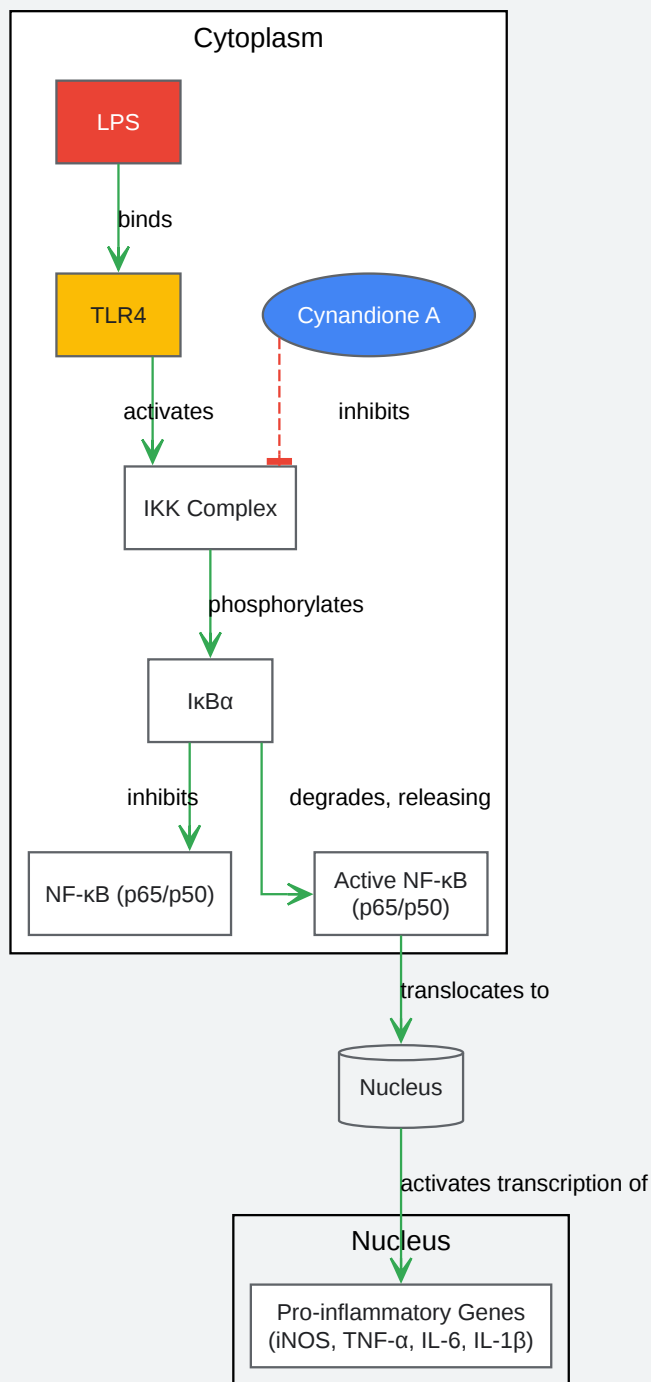 Cytoplasm
LPS
binds
TLR4
Cynandione A
activates
inhibits
IKK Complex
phosphorylates
IκBα
inhibits
degrades, releasing
NF-κB (p65/p50)
Active NF-κB
(p65/p50)
translocates to
Nucleus
activates transcription of
Nucleus
Pro-inflammatory Genes
(iNOS, TNF-α, IL-6, IL-1β)